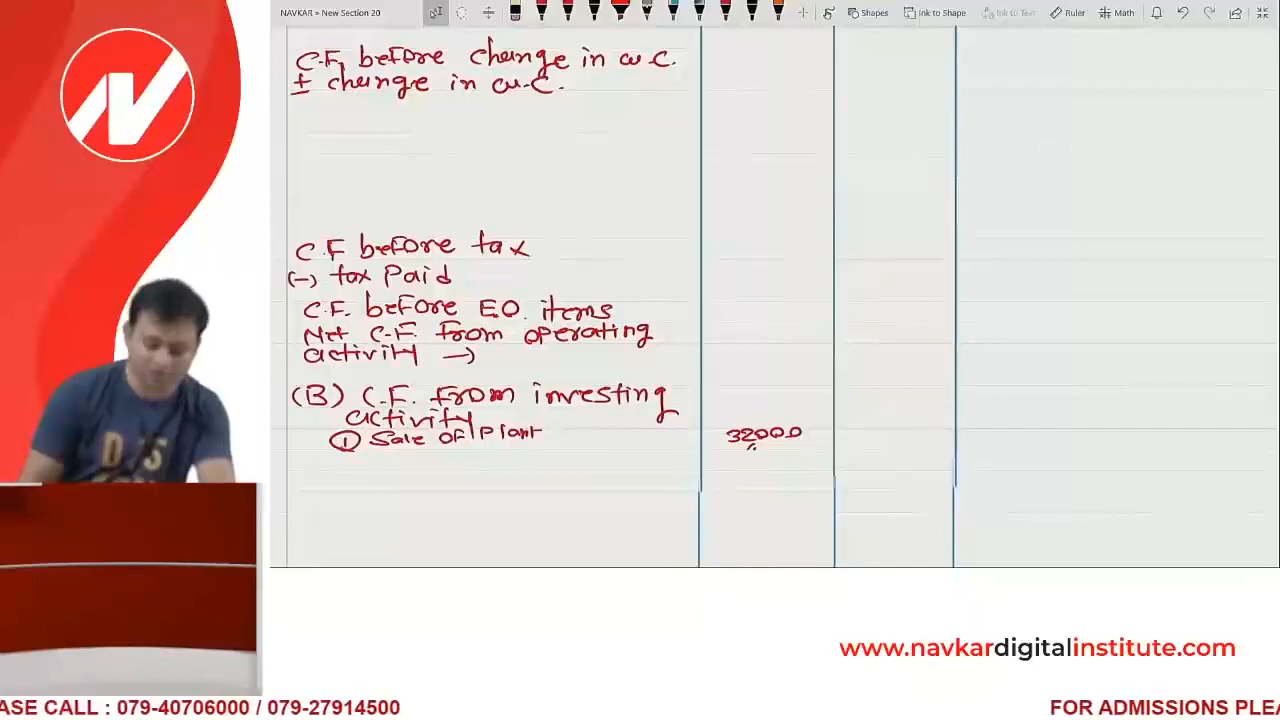 NAVKAR » New Section 20
Shapes
Ink to Shape
Ink to Text
Ruler
Math
C.F. before change in w.C.
± change in w.C.
C.F before tax
(-) tax Paid
C.F. before E.O. items
Net C.F. from operating
activity →
(B) C.F. from investing
activity
① Sale of Plant 32000
D 5
www.navkardigitalinstitute.com
ASE CALL : 079-40706000 / 079-27914500
FOR ADMISSIONS PLEA